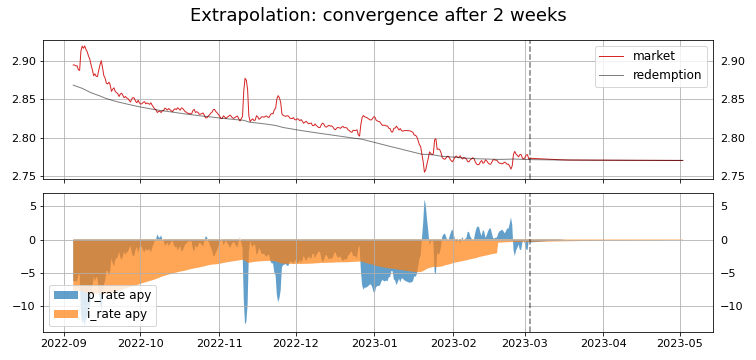 Extrapolation: convergence after 2 weeks
2.90 2.90
2.85 2.85
2.80 2.80
2.75 2.75
market
redemption
5 5
0 0
−5 −5
−10 −10
p_rate apy
i_rate apy
2022-09 2022-10 2022-11 2022-12 2023-01 2023-02 2023-03 2023-04 2023-05